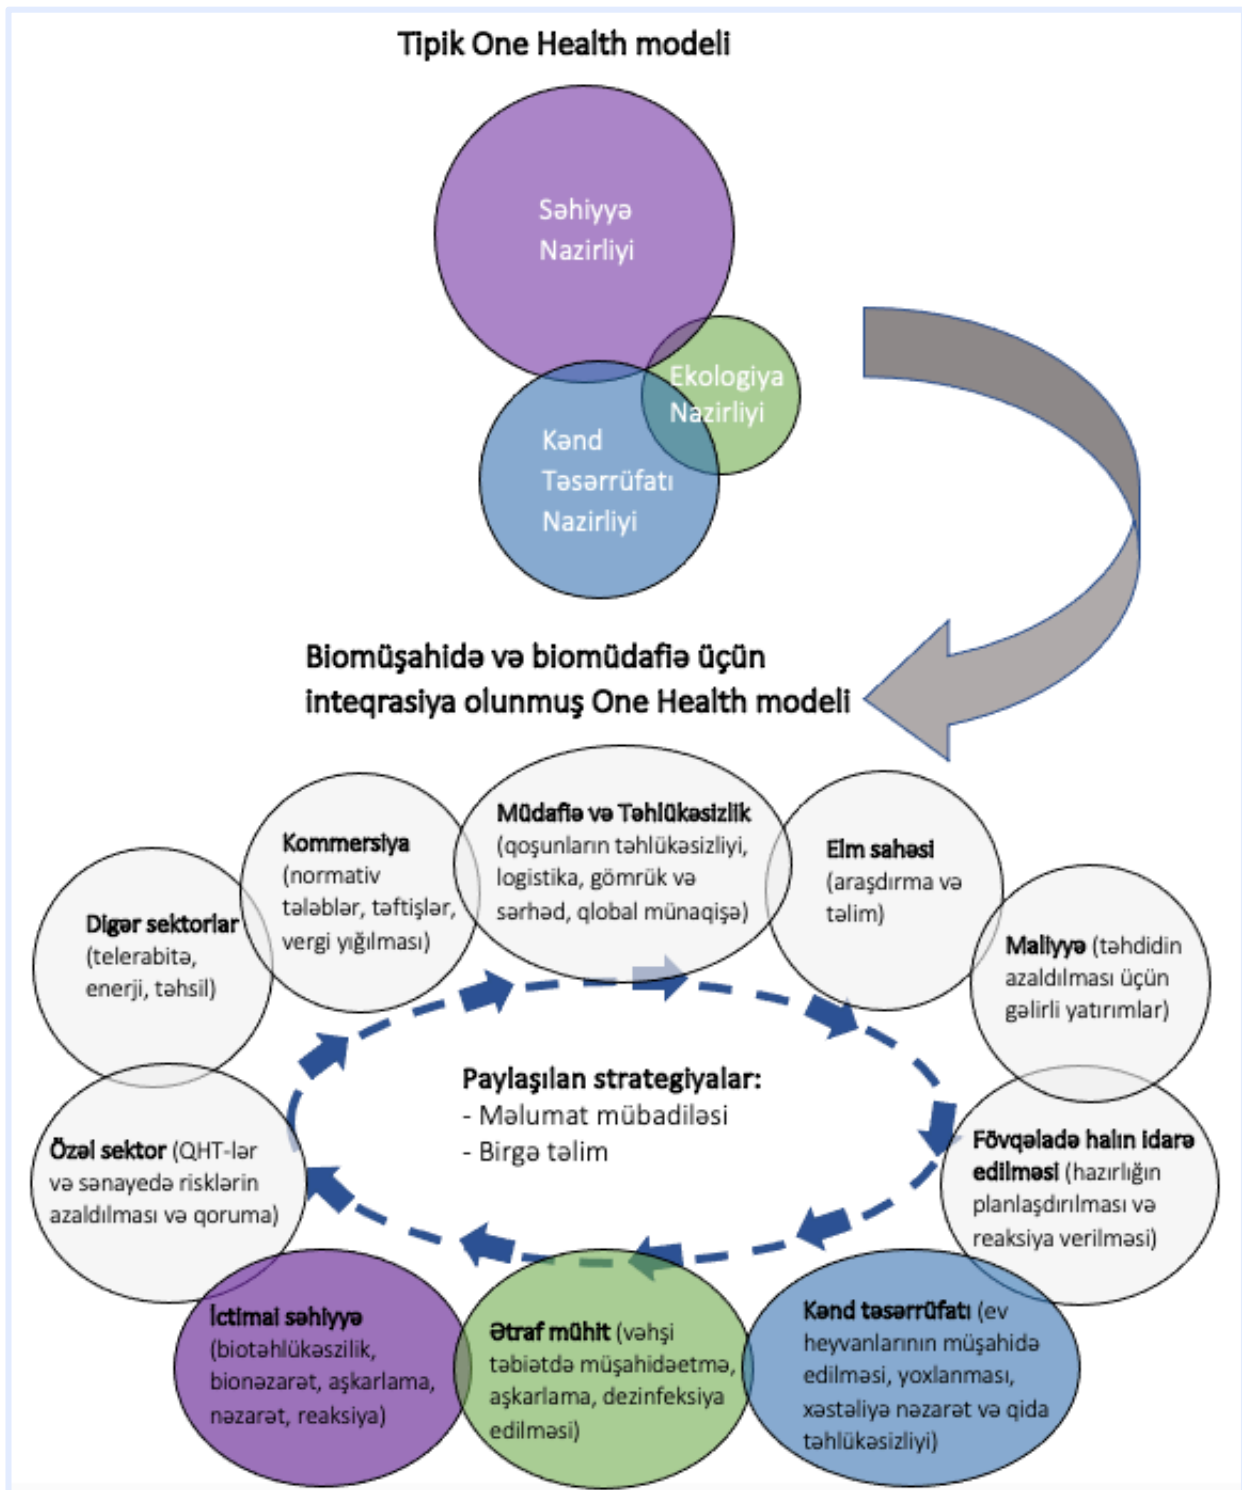 Tipik One Health modeli
Səhiyyə
Nazirliyi
Ekologiya
Nazirliyi
Kənd
Təsərrüfatı
Nazirliyi
Biomüşahidə və biomüdafiə üçün
inteqrasiya olunmuş One Health modeli
Müdafiə və Təhlükəsizlik
(qoşunların təhlükəsizliyi,
logistika, gömrük və
sərhəd, qlobal münaqişə)
Kommersiya
(normativ
tələblər, təftişlər,
vergi yığılması)
Elm sahəsi
(araşdırma və
təlim)
Digər sektorlar
(telerabitə,
enerji, təhsil)
Maliyyə (təhdidin
azaldılması üçün
gəlirli yatırımlar)
Paylaşılan strategiyalar:
- Məlumat mübadiləsi
- Birgə təlim
Özəl sektor (QHT-lər
və sənayedə risklərin
azaldılması və qoruma)
Fövqəladə halın idarə
edilməsi (hazırlığın
planlaşdırılması və
reaksiya verilməsi)
İctimai səhiyyə
(biotəhlükəszilik,
bionəzarət, aşkarlama,
nəzarət, reaksiya)
Ətraf mühit (vəhşi
təbiətdə müşahidəetmə,
aşkarlama, dezinfeksiya
edilməsi)
Kənd təsərrüfatı (ev
heyvanlarının müşahidə
edilməsi, yoxlanması,
xəstəliyə nəzarət və qida
təhlükəsizliyi)